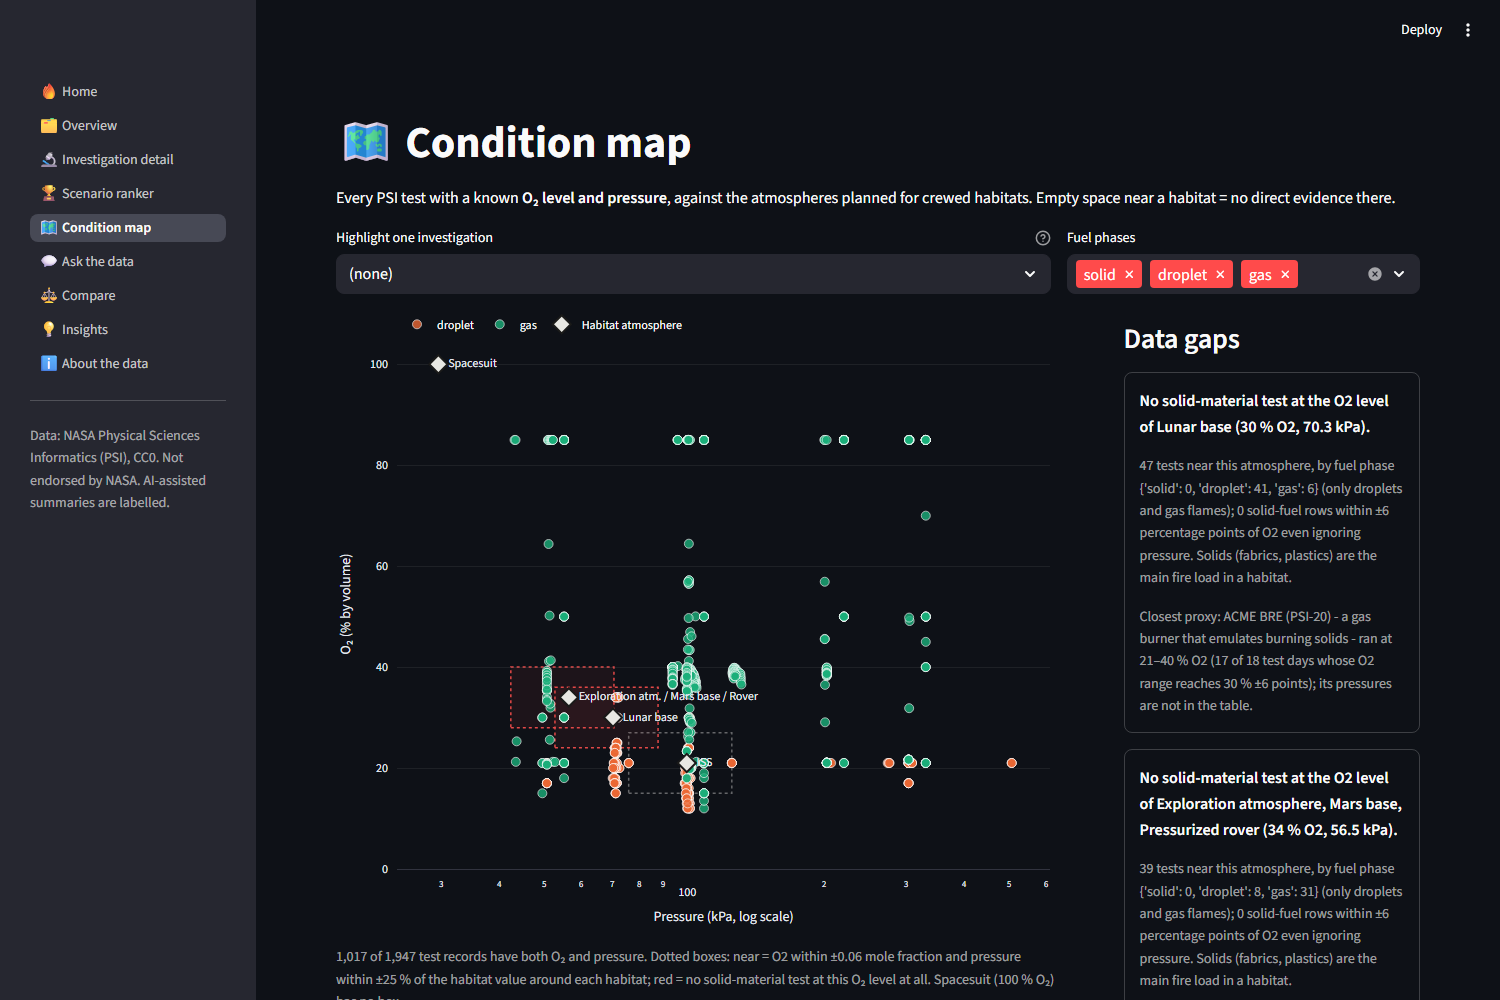 Deploy
Home
Overview
Investigation detail
Scenario ranker
Condition map
Ask the data
Compare
Insights
About the data
Data: NASA Physical Sciences
Informatics (PSI), CC0. Not
endorsed by NASA. AI-assisted
summaries are labelled.
Condition map
Every PSI test with a known O₂ level and pressure, against the atmospheres planned for crewed habitats. Empty space near a habitat = no direct evidence there.
Highlight one investigation
(none)
Fuel phases
solid
droplet
gas
droplet
gas
Habitat atmosphere
100
80
60
40
20
0
O₂ (% by volume)
Spacesuit
Exploration atm. / Mars base / Rover
Lunar base
ISS
3 4 5 6 7 8 9 100 2 3 4 5 6
Pressure (kPa, log scale)
1,017 of 1,947 test records have both O₂ and pressure. Dotted boxes: near = O2 within ±0.06 mole fraction and pressure
within ±25 % of the habitat value around each habitat; red = no solid-material test at this O₂ level at all. Spacesuit (100 % O₂)
Data gaps
No solid-material test at the O2 level
of Lunar base (30 % O2, 70.3 kPa).
47 tests near this atmosphere, by fuel phase
{'solid': 0, 'droplet': 41, 'gas': 6} (only droplets
and gas flames); 0 solid-fuel rows within ±6
percentage points of O2 even ignoring
pressure. Solids (fabrics, plastics) are the
main fire load in a habitat.
Closest proxy: ACME BRE (PSI-20) - a gas
burner that emulates burning solids - ran at
21–40 % O2 (17 of 18 test days whose O2
range reaches 30 % ±6 points); its pressures
are not in the table.
No solid-material test at the O2 level
of Exploration atmosphere, Mars base,
Pressurized rover (34 % O2, 56.5 kPa).
39 tests near this atmosphere, by fuel phase
{'solid': 0, 'droplet': 8, 'gas': 31} (only droplets
and gas flames); 0 solid-fuel rows within ±6
percentage points of O2 even ignoring
pressure. Solids (fabrics, plastics) are the
main fire load in a habitat.